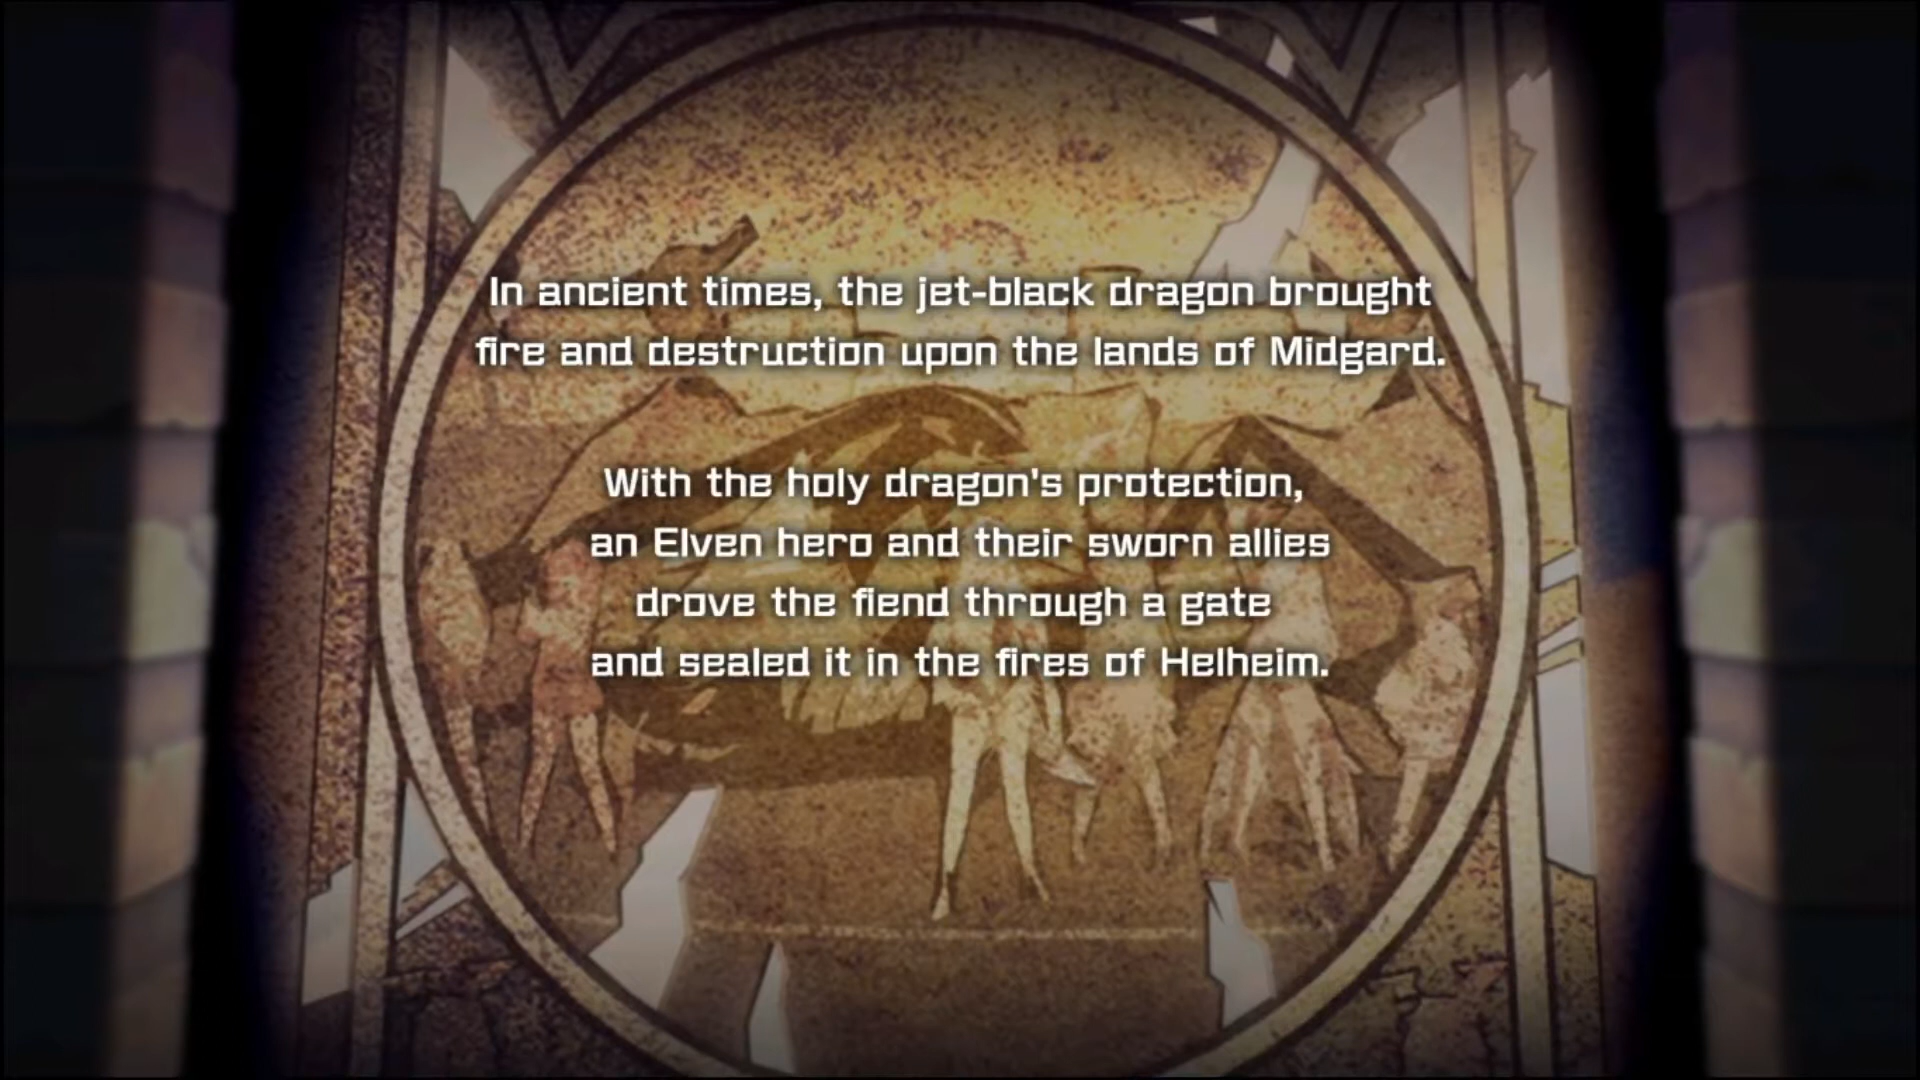 In ancient times, the jet-black dragon brought
fire and destruction upon the lands of Midgard.
With the holy dragon's protection,
an Elven hero and their sworn allies
drove the fiend through a gate
and sealed it in the fires of Helheim.